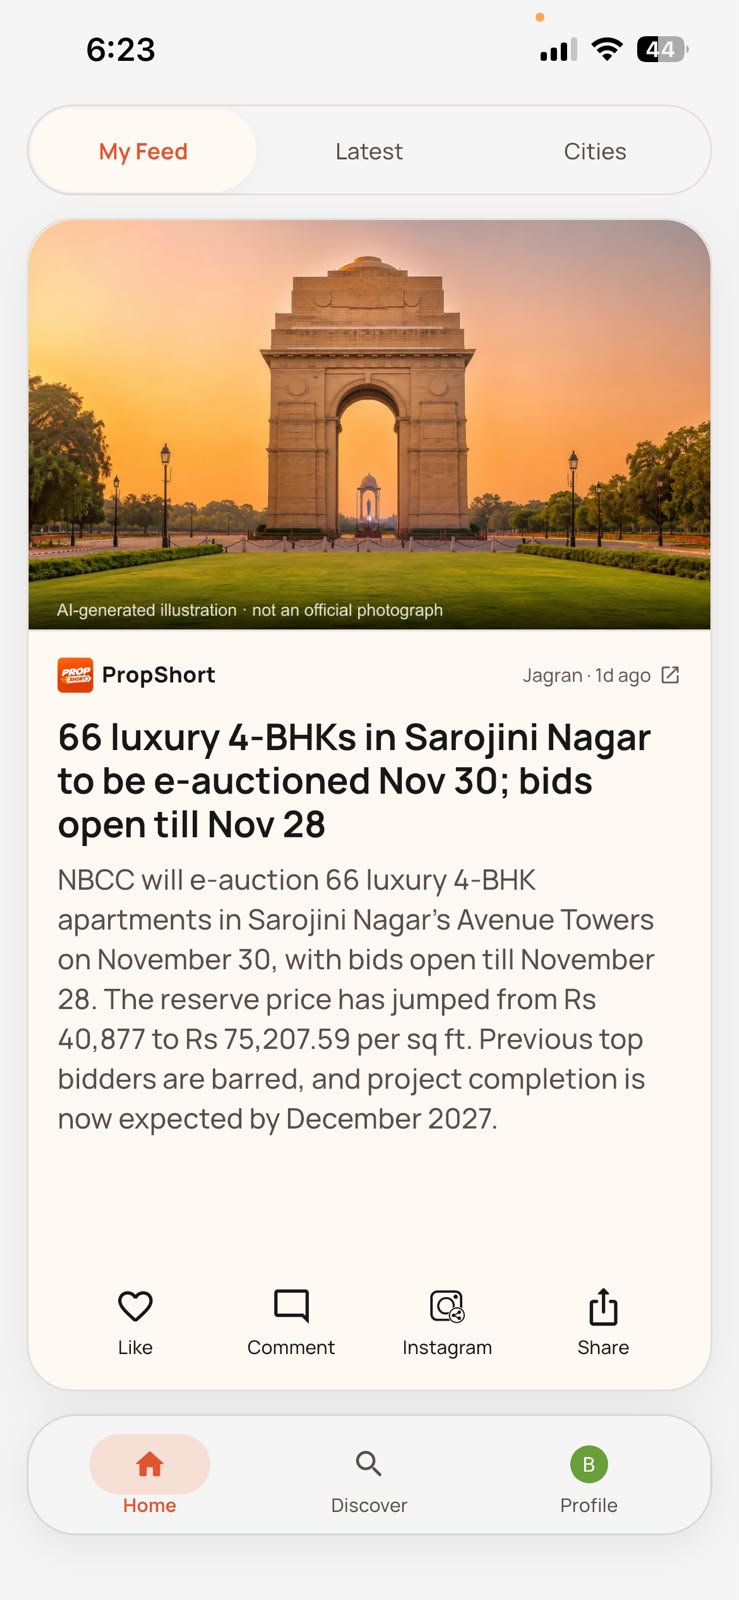 6:23
44
My Feed
Latest
Cities
AI-generated illustration · not an official photograph
PROP
SHORT
PropShort
Jagran · 1d ago
66 luxury 4-BHKs in Sarojini Nagar
to be e-auctioned Nov 30; bids
open till Nov 28
NBCC will e-auction 66 luxury 4-BHK
apartments in Sarojini Nagar’s Avenue Towers
on November 30, with bids open till November
28. The reserve price has jumped from Rs
40,877 to Rs 75,207.59 per sq ft. Previous top
bidders are barred, and project completion is
now expected by December 2027.
Like
Comment
Instagram
Share
Home
Discover
B
Profile